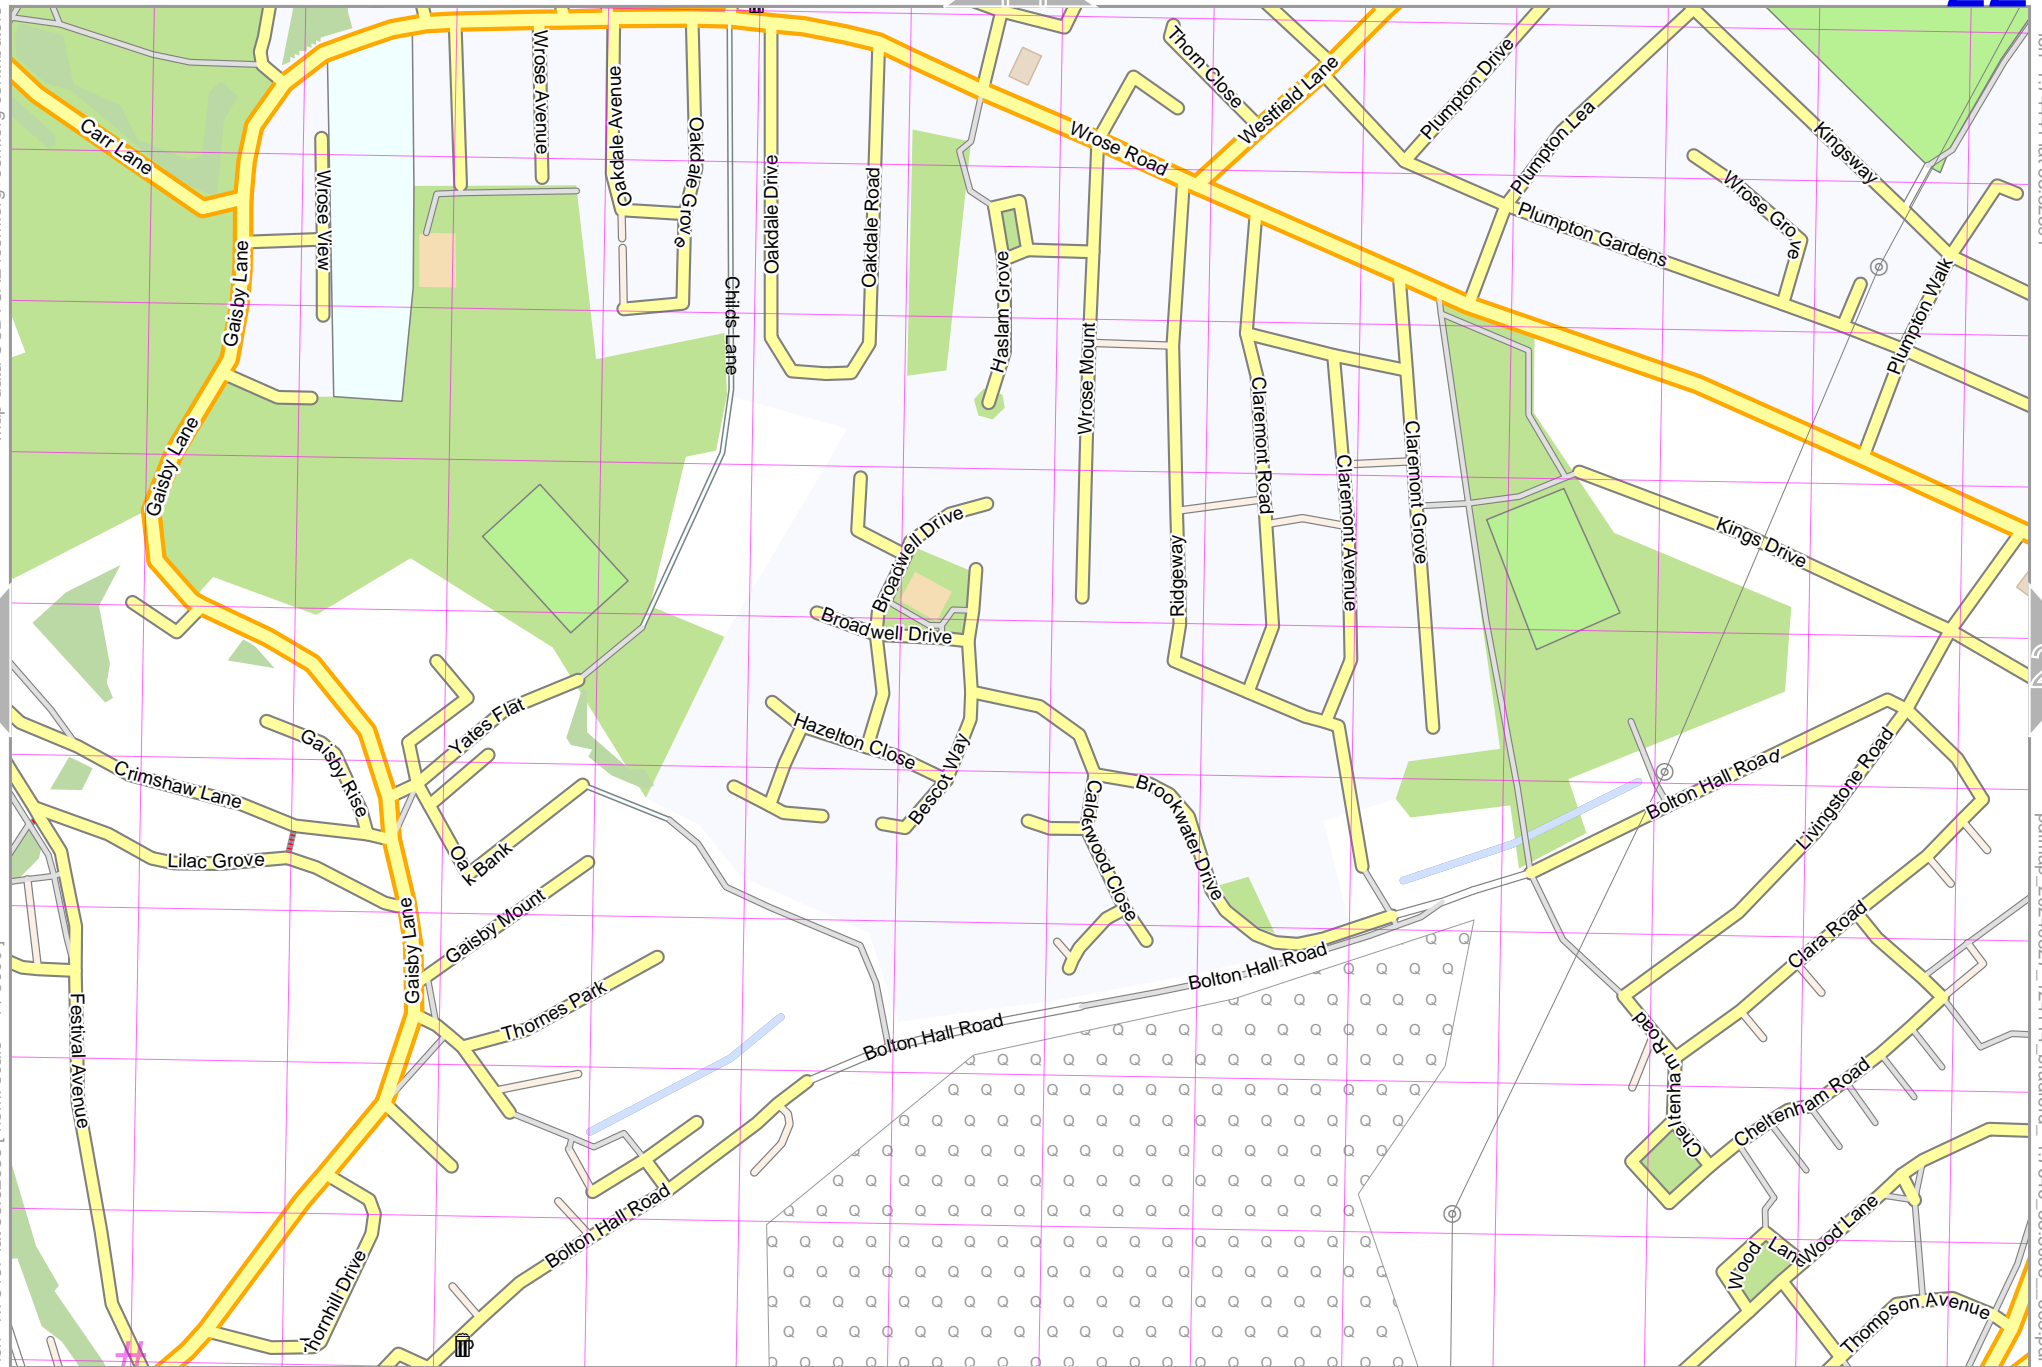 Carr Lane
Wrose View
Wrose Avenue
Oakdale Avenue
Oakdale Grove
Childs Lane
Oakdale Drive
Oakdale Road
Wrose Road
Thorn Close
Westfield Lane
Plumpton Drive
Plumpton Lea
Kingsway
Wrose Grove
Plumpton Gardens
Plumpton Walk
Gaisby Lane
Gaisby Lane
Haslam Grove
Wrose Mount
Claremont Road
Claremont Avenue
Claremont Grove
Ridgeway
Kings Drive
Broadwell Drive
Broadwell Drive
Hazelton Close
Bescot Way
Calderwood Close
Brookwater Drive
Yates Flat
Gaisby Rise
Crimshaw Lane
Lilac Grove
Oak Bank
Gaisby Mount
Gaisby Lane
Thornes Park
Festival Avenue
Bolton Hall Road
Bolton Hall Road
Bolton Hall Road
Bolton Hall Road
Livingstone Road
Clara Road
Cheltenham Road
Cheltenham Road
Wood Lane
Wood Lane
Thompson Avenue
Thornhill Drive